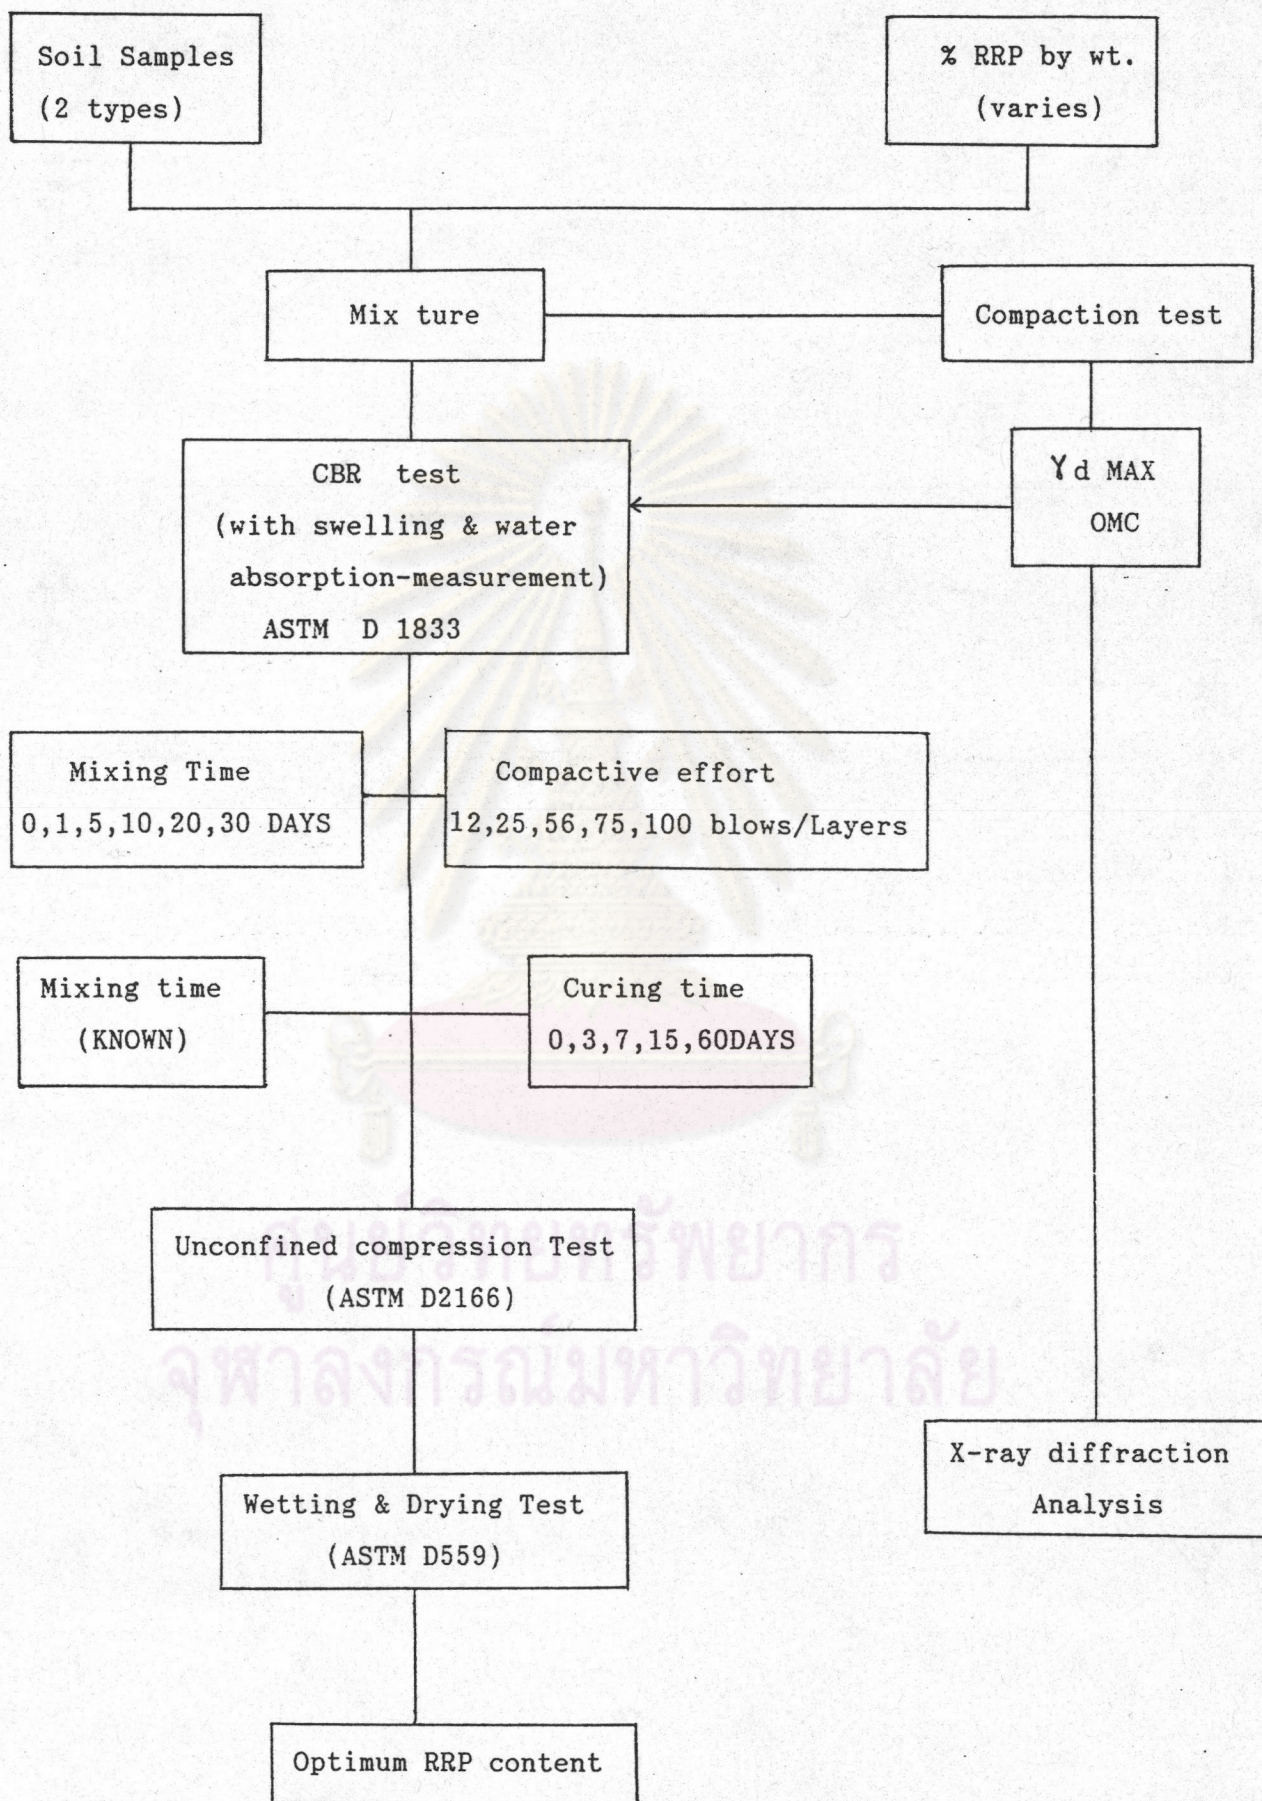 Soil Samples
(2 types)
% RRP by wt.
(varies)
Mix ture
Compaction test
CBR test
(with swelling & water
absorption-measurement)
ASTM D 1833
γd MAX
OMC
Mixing Time
0,1,5,10,20,30 DAYS
Compactive effort
12,25,56,75,100 blows/Layers
Mixing time
(KNOWN)
Curing time
0,3,7,15,60DAYS
Unconfined compression Test
(ASTM D2166)
ศูนย์วิทยทรัพยากร
จุฬาลงกรณ์มหาวิทยาลัย
X-ray diffraction
Analysis
Wetting & Drying Test
(ASTM D559)
Optimum RRP content